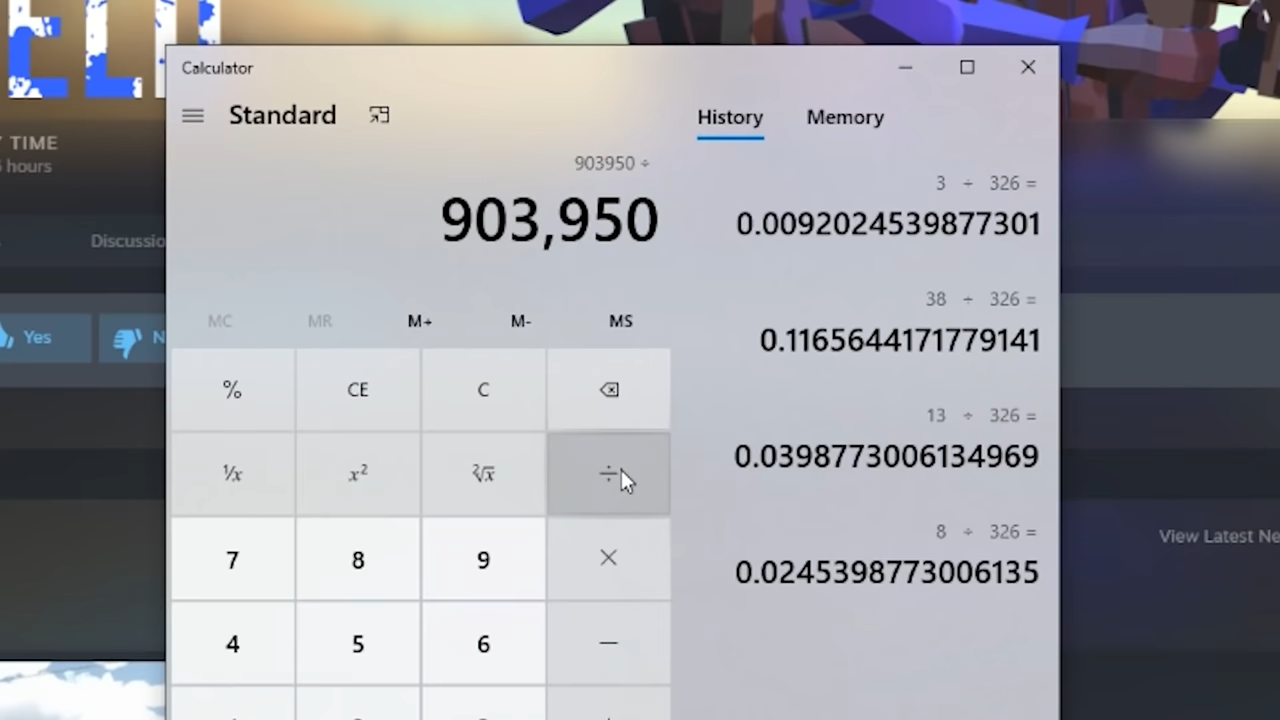 Calculator
Standard
History
Memory
903950 ÷
903,950
3 ÷ 326 =
0.0092024539877301
38 ÷ 326 =
0.1165644171779141
13 ÷ 326 =
0.0398773006134969
8 ÷ 326 =
0.0245398773006135
MC MR M+ M- MS
% CE C
¹⁄x x² ²√x ÷
7 8 9 ×
4 5 6 −
TIME
hours
Yes
View Latest